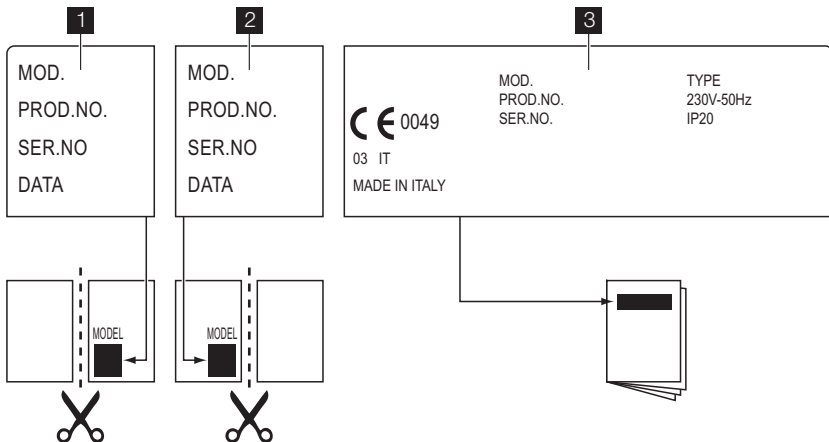 1
MOD.
PROD.NO.
SER.NO
DATA
2
MOD.
PROD.NO.
SER.NO
DATA
3
CE 0049
03 IT
MADE IN ITALY
MOD.
PROD.NO.
SER.NO.
TYPE
230V-50Hz
IP20
MODEL
MODEL